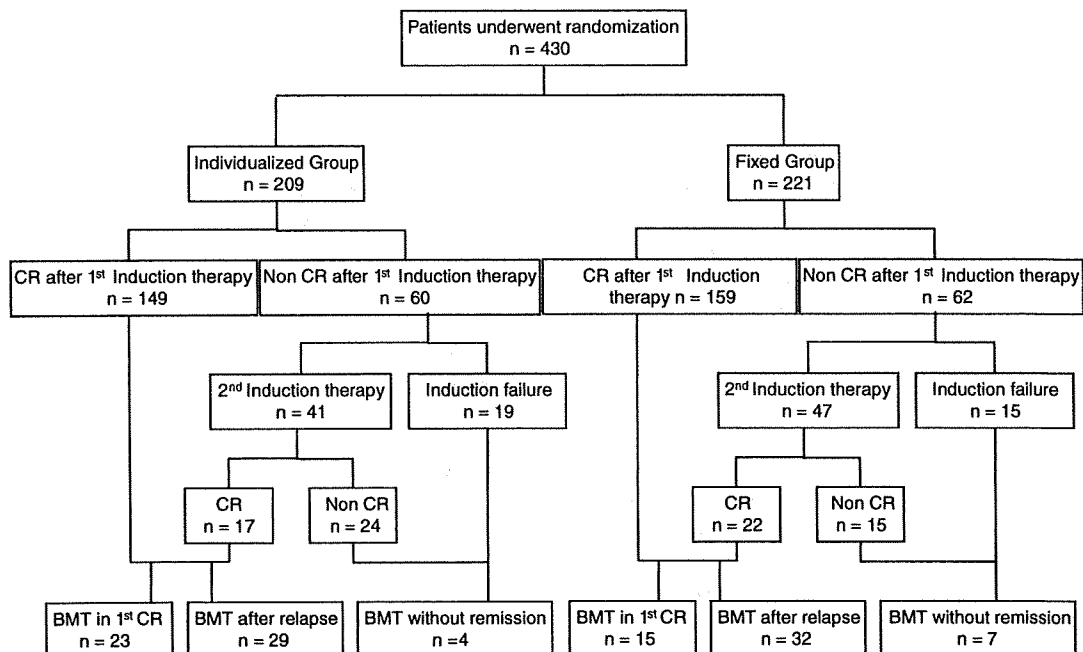 Patients underwent randomization
n = 430
Individualized Group
n = 209
Fixed Group
n = 221
CR after 1st Induction therapy
n = 149
Non CR after 1st Induction therapy
n = 60
CR after 1st Induction
therapy n = 159
Non CR after 1st Induction therapy
n = 62
2nd Induction therapy
n = 41
Induction failure
n = 19
2nd Induction therapy
n = 47
Induction failure
n = 15
CR
n = 17
Non CR
n = 24
CR
n = 22
Non CR
n = 15
BMT in 1st CR
n = 23
BMT after relapse
n = 29
BMT without remission
n =4
BMT in 1st CR
n = 15
BMT after relapse
n = 32
BMT without remission
n = 7